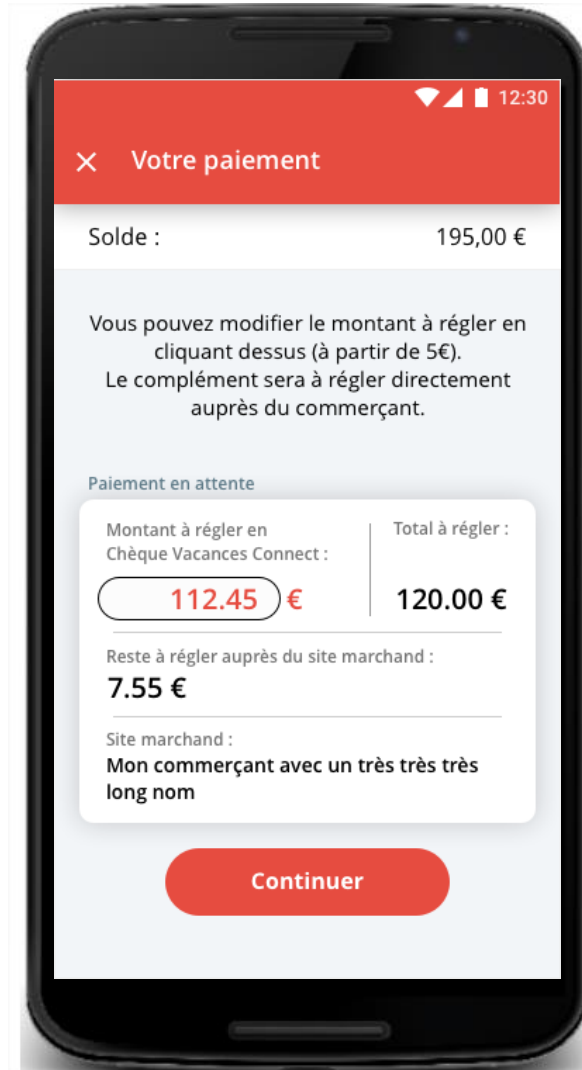 12:30
× Votre paiement
Solde : 195,00 €
Vous pouvez modifier le montant à régler en
cliquant dessus (à partir de 5€).
Le complément sera à régler directement
auprès du commerçant.
Paiement en attente
Montant à régler en
Chèque Vacances Connect :
112.45 €
Total à régler :
120.00 €
Reste à régler auprès du site marchand :
7.55 €
Site marchand :
Mon commerçant avec un très très très
long nom
Continuer